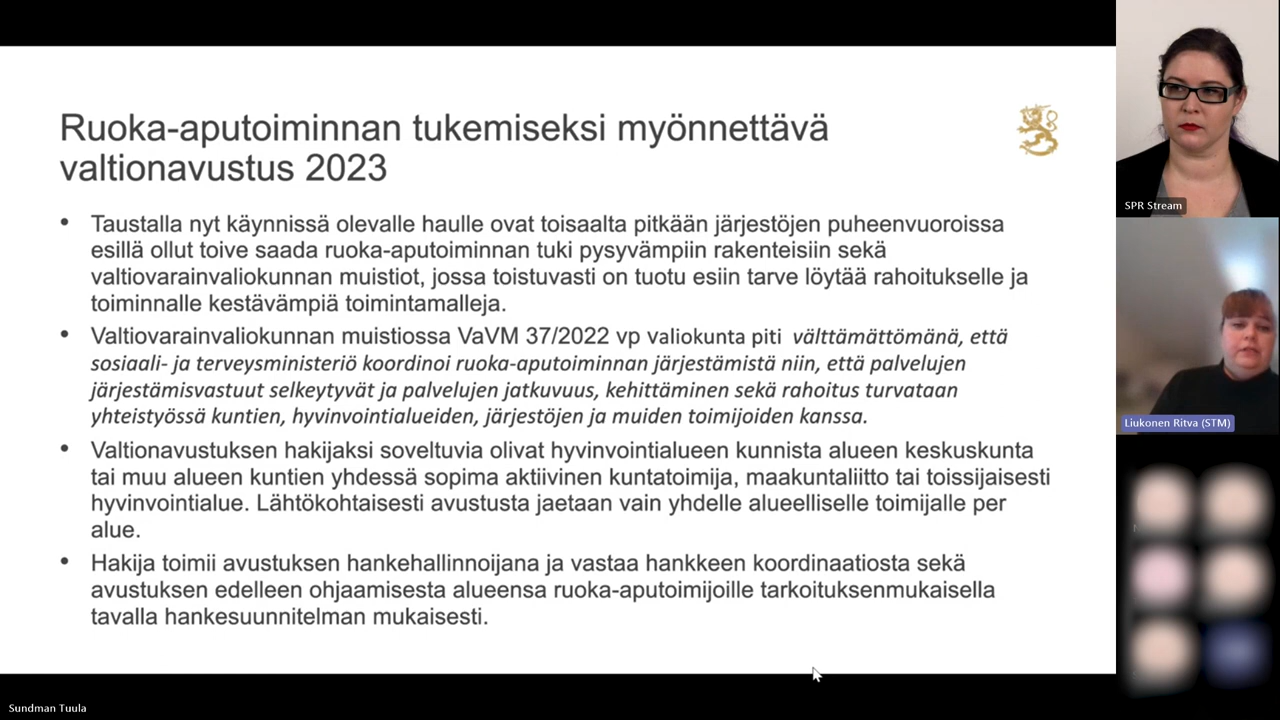 Ruoka-aputoiminnan tukemiseksi myönnettävä
valtionavustus 2023
• Taustalla nyt käynnissä olevalle haulle ovat toisaalta pitkään järjestöjen puheenvuoroissa
esillä ollut toive saada ruoka-aputoiminnan tuki pysyvämpiin rakenteisiin sekä
valtiovarainvaliokunnan muistiot, jossa toistuvasti on tuotu esiin tarve löytää rahoitukselle ja
toiminnalle kestävämpiä toimintamalleja.
• Valtiovarainvaliokunnan muistiossa VaVM 37/2022 vp valiokunta piti välttämättömänä, että
sosiaali- ja terveysministeriö koordinoi ruoka-aputoiminnan järjestämistä niin, että palvelujen
järjestämisvastuut selkeytyvät ja palvelujen jatkuvuus, kehittäminen sekä rahoitus turvataan
yhteistyössä kuntien, hyvinvointialueiden, järjestöjen ja muiden toimijoiden kanssa.
• Valtionavustuksen hakijaksi soveltuvia olivat hyvinvointialueen kunnista alueen keskuskunta
tai muu alueen kuntien yhdessä sopima aktiivinen kuntatoimija, maakuntaliitto tai toissijaisesti
hyvinvointialue. Lähtökohtaisesti avustusta jaetaan vain yhdelle alueelliselle toimijalle per
alue.
• Hakija toimii avustuksen hankehallinnoijana ja vastaa hankkeen koordinaatiosta sekä
avustuksen edelleen ohjaamisesta alueensa ruoka-aputoimijoille tarkoituksenmukaisella
tavalla hankesuunnitelman mukaisesti.
SPR Stream
Liukonen Ritva (STM)
Sundman Tuula